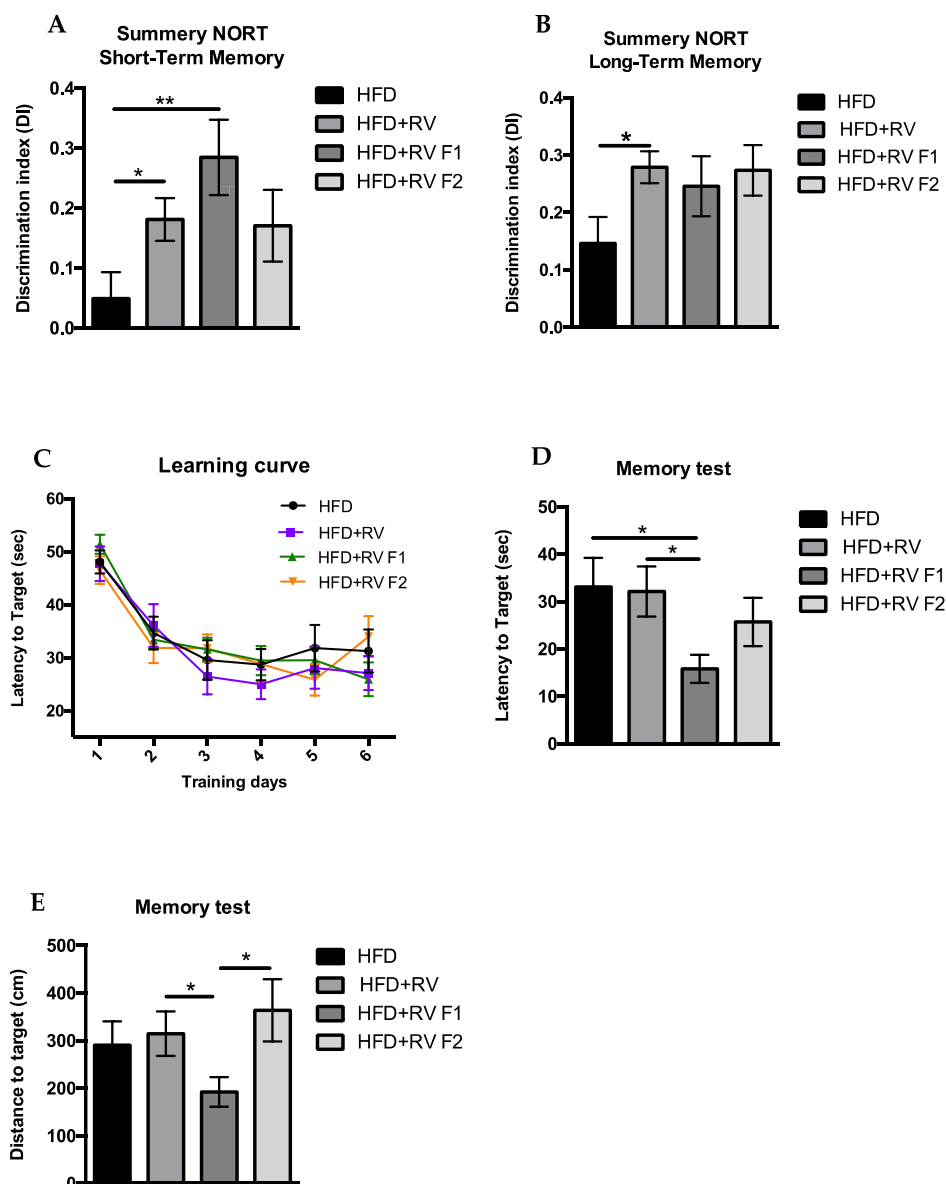 A
Summery NORT
Short-Term Memory
Discrimination index (DI)
0.4
0.3
0.2
0.1
0.0
**
*
HFD
HFD+RV
HFD+RV F1
HFD+RV F2
B
Summery NORT
Long-Term Memory
Discrimination index (DI)
0.4
0.3
0.2
0.1
0.0
*
HFD
HFD+RV
HFD+RV F1
HFD+RV F2
C
Learning curve
Latency to Target (sec)
60
50
40
30
20
1 2 3 4 5 6
Training days
HFD
HFD+RV
HFD+RV F1
HFD+RV F2
D
Memory test
Latency to Target (sec)
50
40
30
20
10
0
*
*
HFD
HFD+RV
HFD+RV F1
HFD+RV F2
E
Memory test
Distance to target (cm)
500
400
300
200
100
0
*
*
HFD
HFD+RV
HFD+RV F1
HFD+RV F2